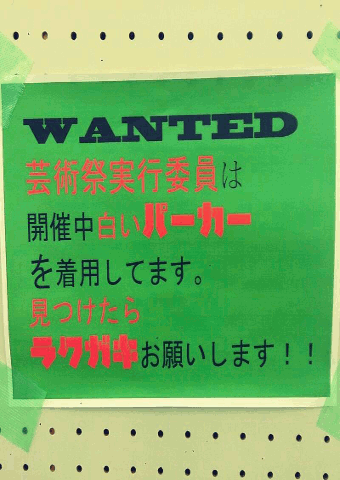 WANTED
芸術祭実行委員は
開催中白いパーカー
を着用してます。
見つけたら
ラクガキお願いします！！